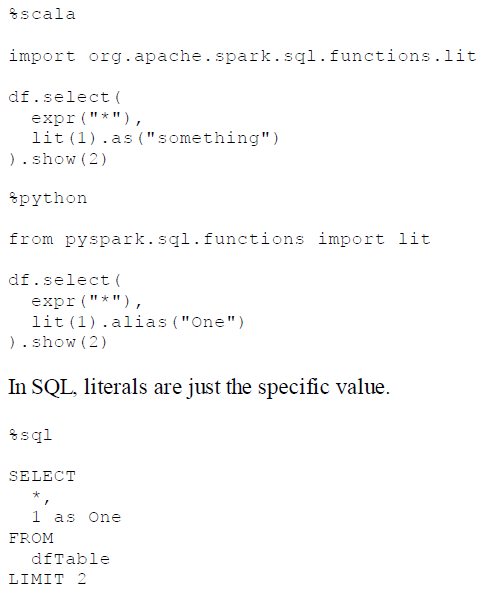 %scala
import org.apache.spark.sql.functions.lit
df.select(
  expr("*"),
  lit(1).as("something")
).show(2)
%python
from pyspark.sql.functions import lit
df.select(
  expr("*"),
  lit(1).alias("One")
).show(2)
In SQL, literals are just the specific value.
%sql
SELECT
  *,
  1 as One
FROM
  dfTable
LIMIT 2